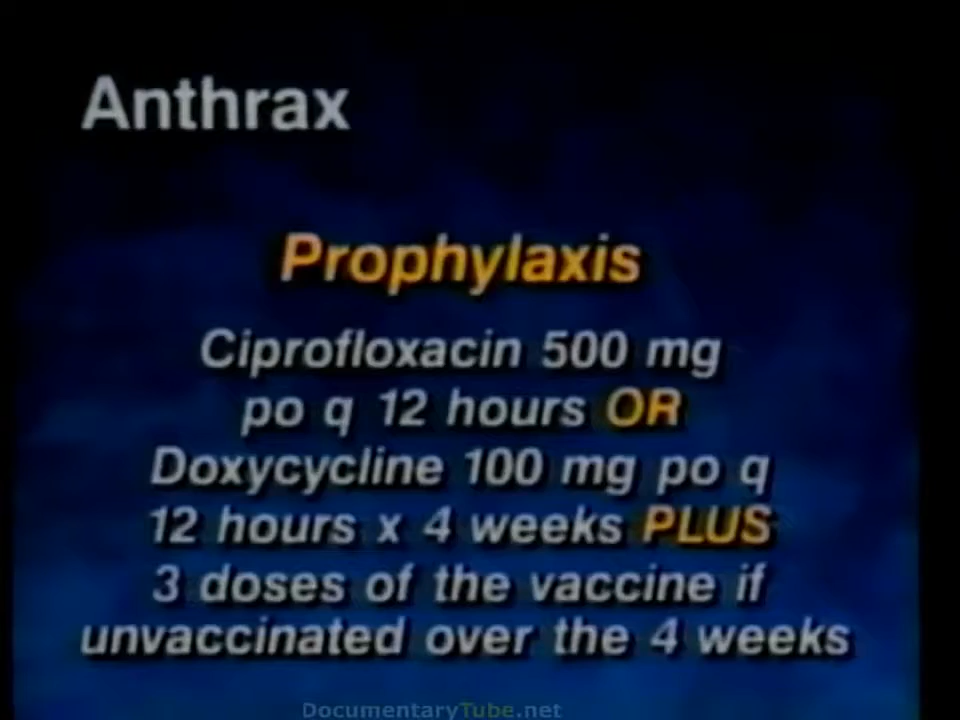 Anthrax
Prophylaxis
Ciprofloxacin 500 mg
po q 12 hours OR
Doxycycline 100 mg po q
12 hours x 4 weeks PLUS
3 doses of the vaccine if
unvaccinated over the 4 weeks
DocumentaryTube.net